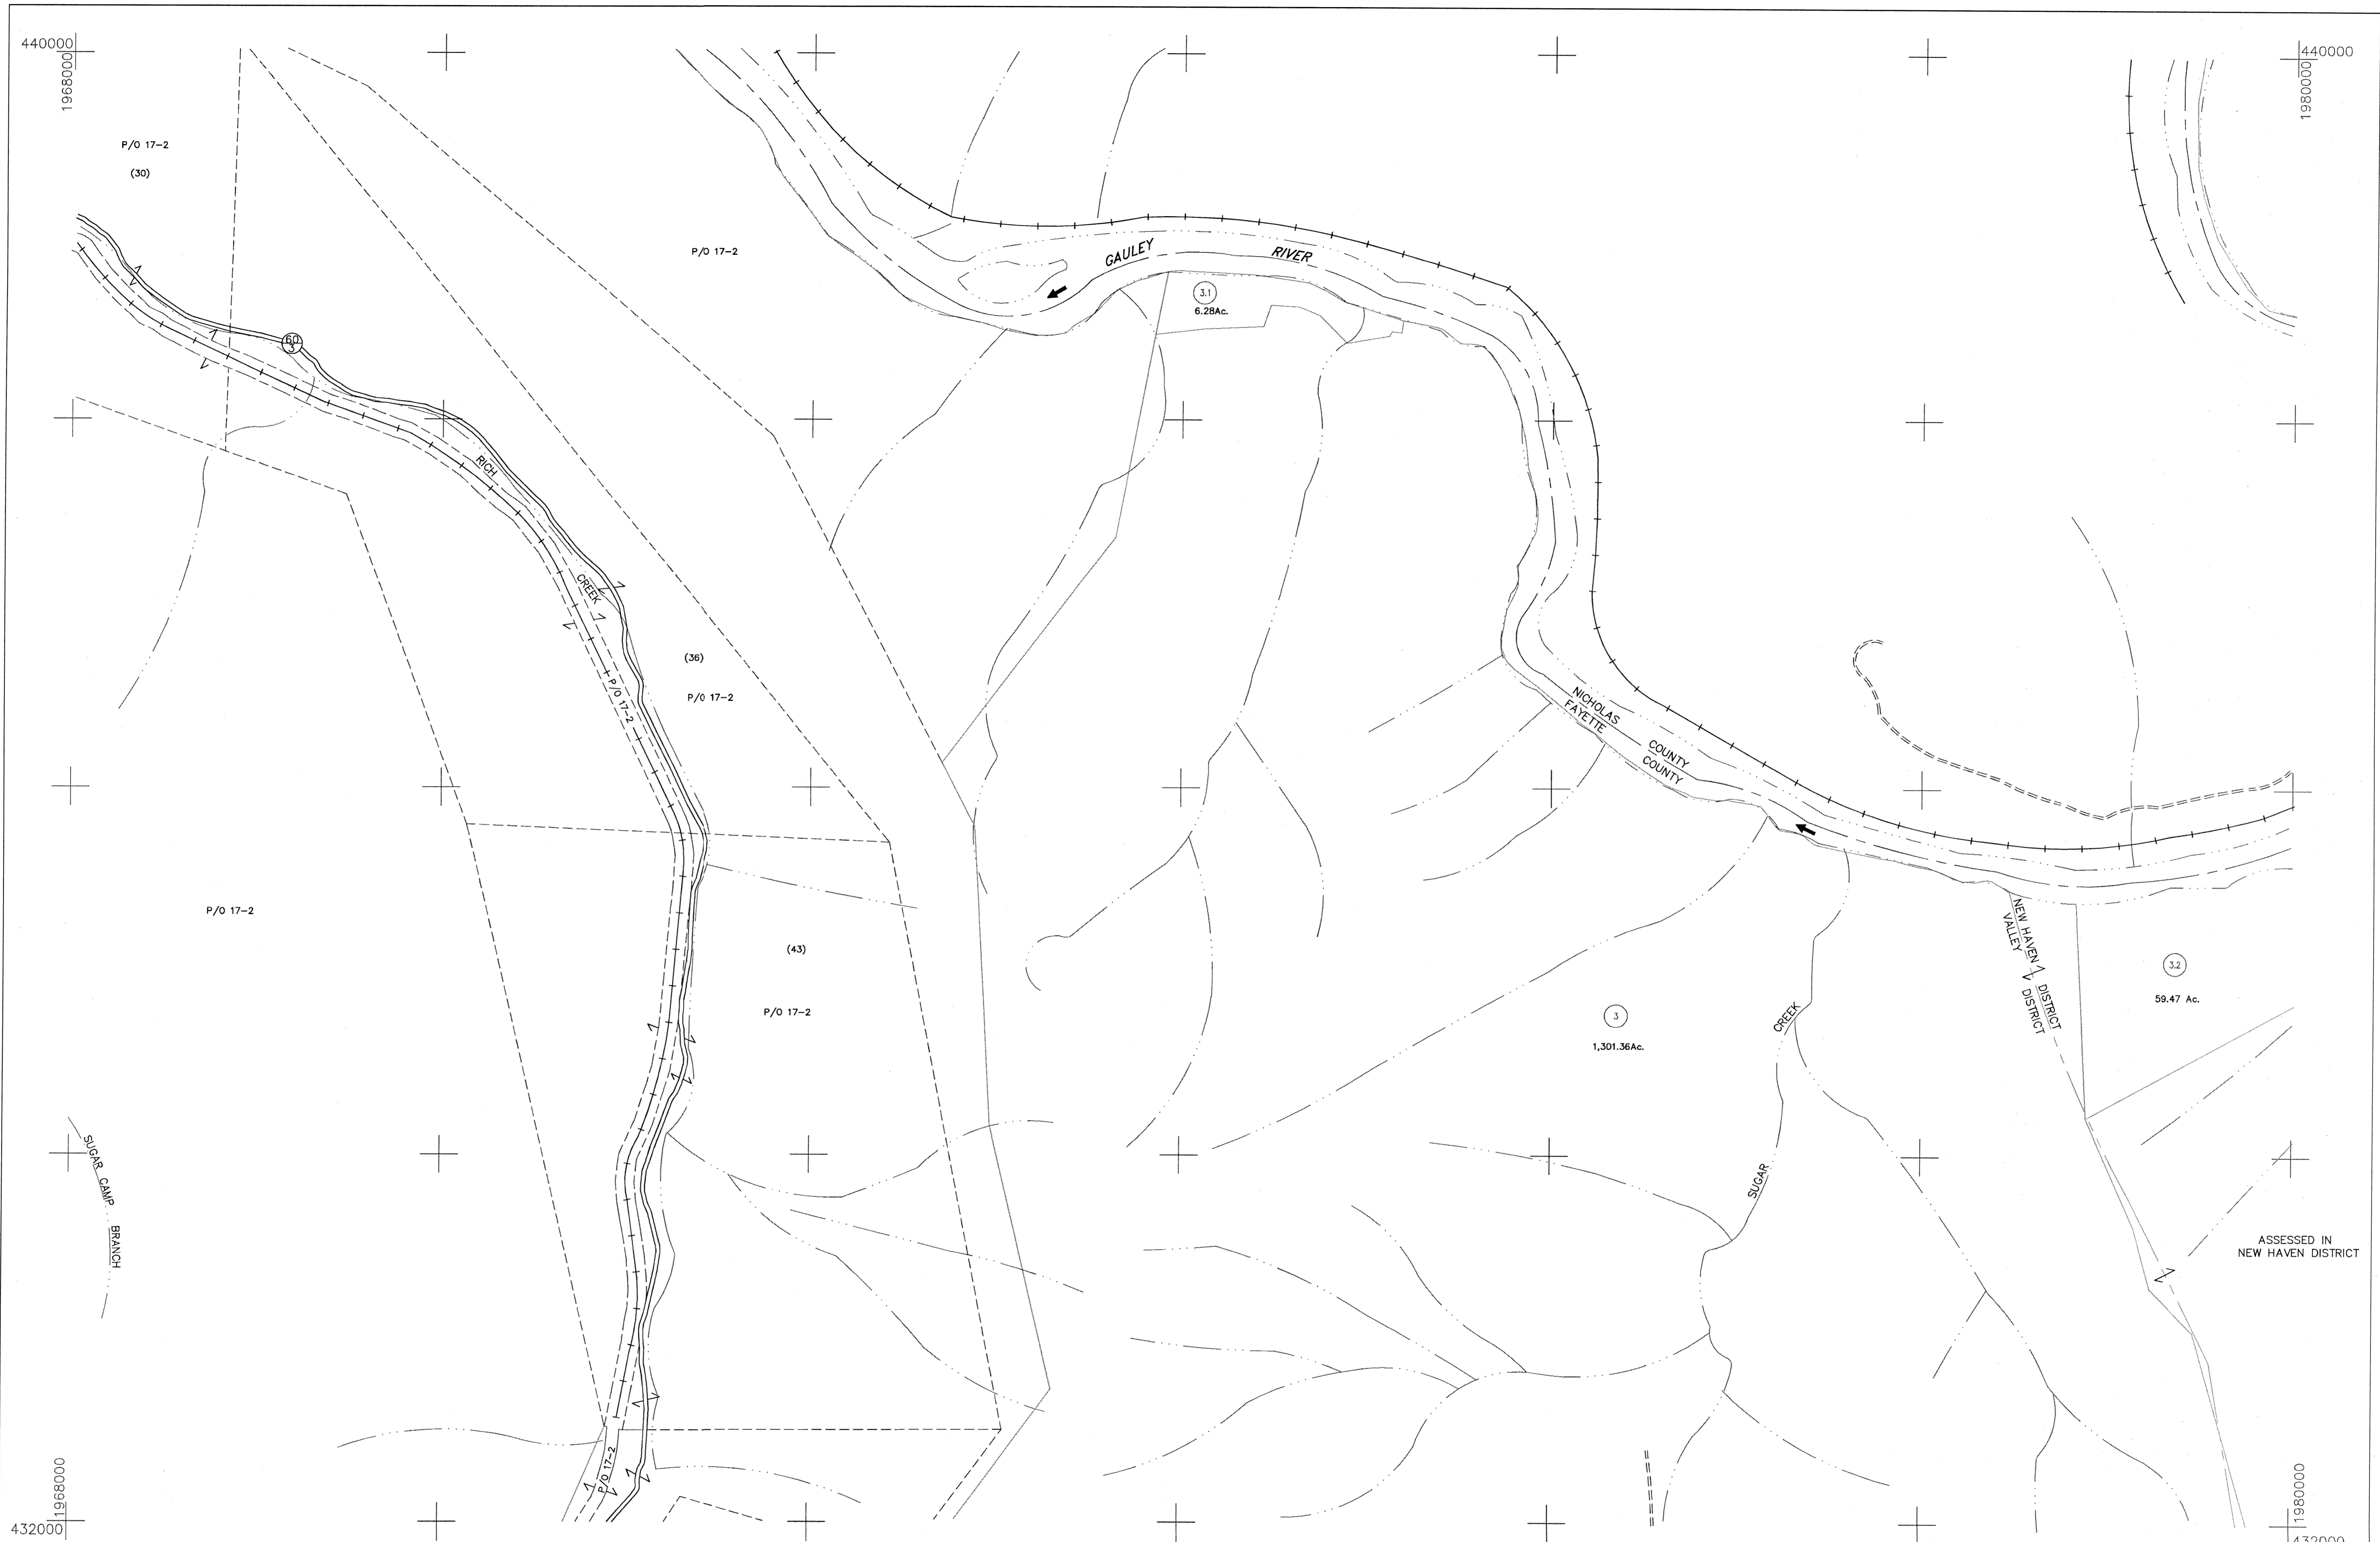 440000
1968000
440000
1980000
P/O 17-2
(30)
P/O 17-2
GAULEY RIVER
3.1
6.28Ac.
60
3
RICH
CREEK
(36)
P/O 17-2
P/O 17-2
NICHOLAS COUNTY
FAYETTE COUNTY
P/O 17-2
(43)
P/O 17-2
NEW HAVEN DISTRICT
VALLEY DISTRICT
3.2
59.47 Ac.
3
1,301.36Ac.
SUGAR CREEK
SUGAR CAMP BRANCH
ASSESSED IN
NEW HAVEN DISTRICT
P/O 17-2
1968000
432000
1980000
432000